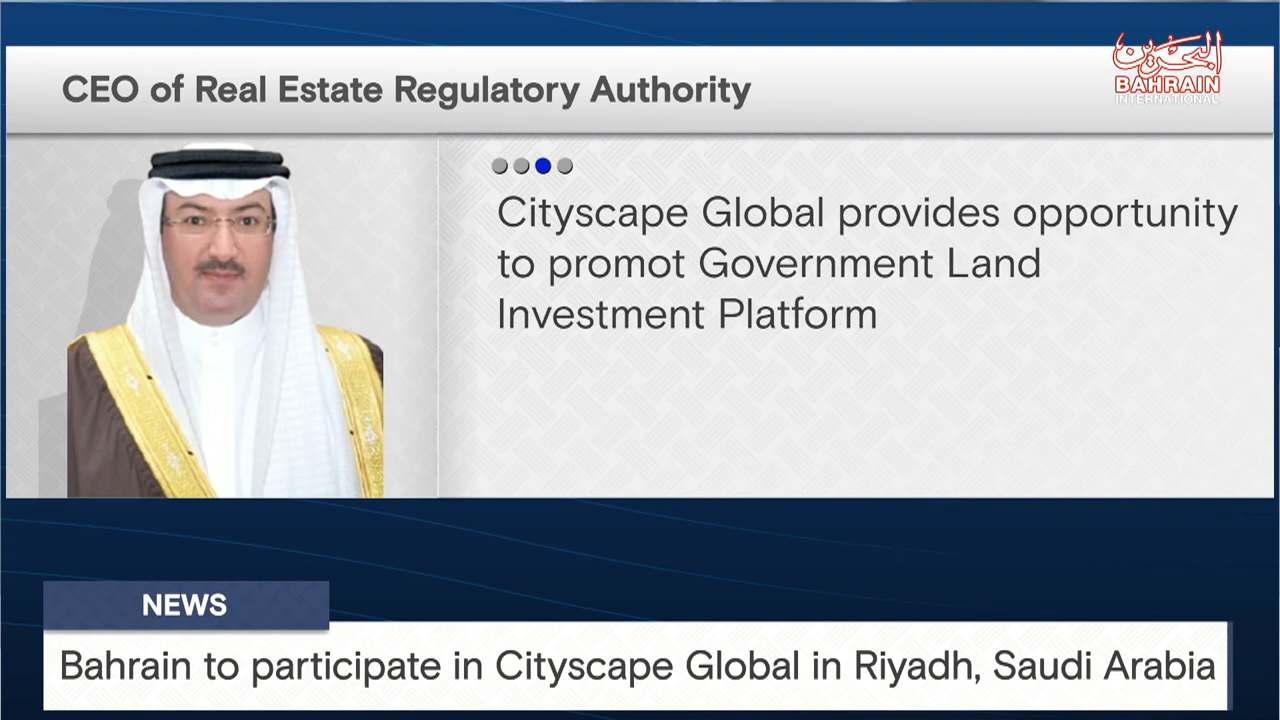 البحرين
BAHRAIN
INTERNATIONAL
CEO of Real Estate Regulatory Authority
Cityscape Global provides opportunity
to promot Government Land
Investment Platform
NEWS
Bahrain to participate in Cityscape Global in Riyadh, Saudi Arabia